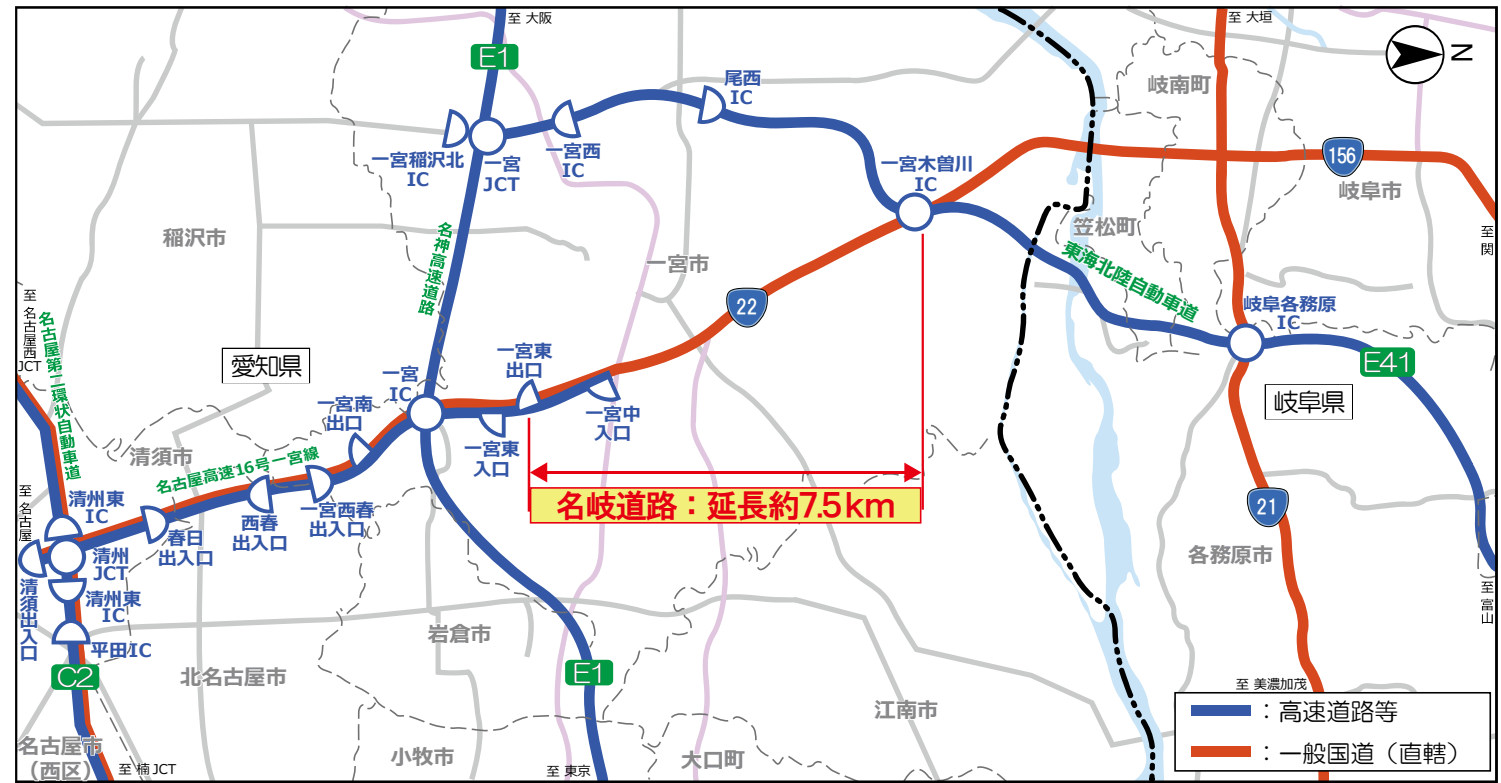 至 大阪
至 大垣
E1
N
尾西
IC
岐南町
一宮稲沢北
IC
一宮
JCT
一宮西
IC
一宮木曽川
IC
156
岐阜市
稲沢市
名神高速道路
一宮市
笠松町
至 関
東海北陸自動車道
至 名古屋西JCT
名古屋第二環状自動車道
22
岐阜各務原
IC
愛知県
一宮
IC
一宮東
出口
E41
岐阜県
一宮南
出口
一宮中
入口
一宮東
入口
清須市
名古屋高速16号一宮線
至 名古屋
清州東
IC
春日
出入口
西春
出入口
一宮西春
出入口
名岐道路：延長約7.5km
21
各務原市
清州
JCT
清須出入口
清州東
IC
平田IC
岩倉市
至 富山
C2
北名古屋市
E1
至 美濃加茂
江南市
：高速道路等
：一般国道（直轄）
名古屋市
（西区）
至 楠JCT
小牧市
至 東京
大口町